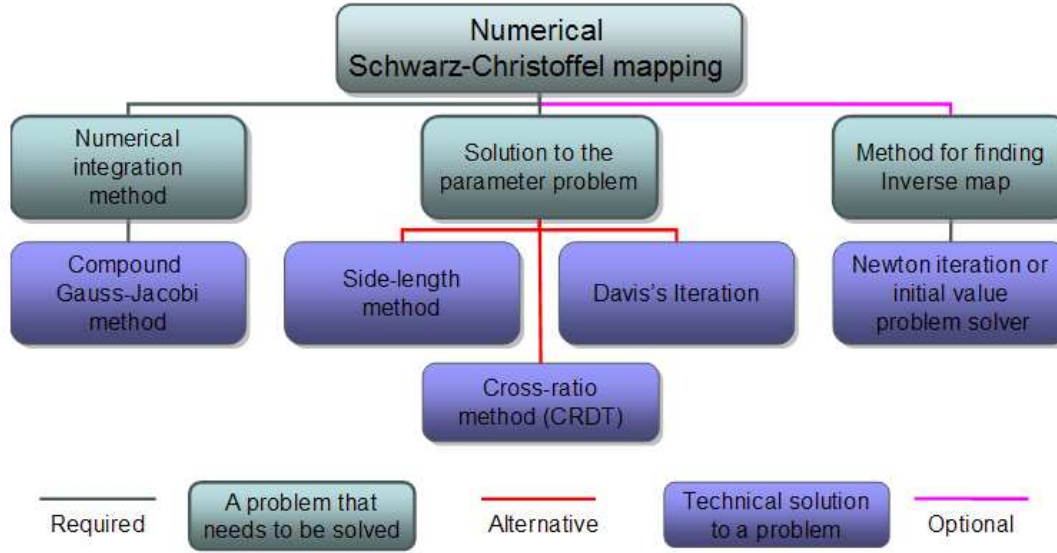 Numerical
Schwarz-Christoffel mapping
Numerical
integration
method
Solution to the
parameter problem
Method for finding
Inverse map
Compound
Gauss-Jacobi
method
Side-length
method
Davis's Iteration
Newton iteration or
initial value
problem solver
Cross-ratio
method (CRDT)
Required
A problem that
needs to be solved
Alternative
Technical solution
to a problem
Optional